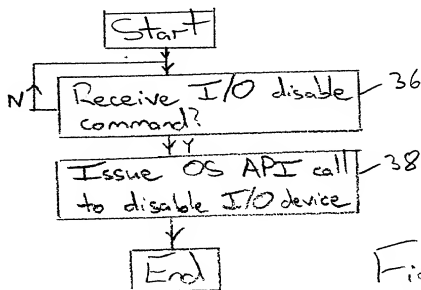 Start
N
Receive I/O disable
command?
36
Y
Issue OS API call
to disable I/O device
38
End